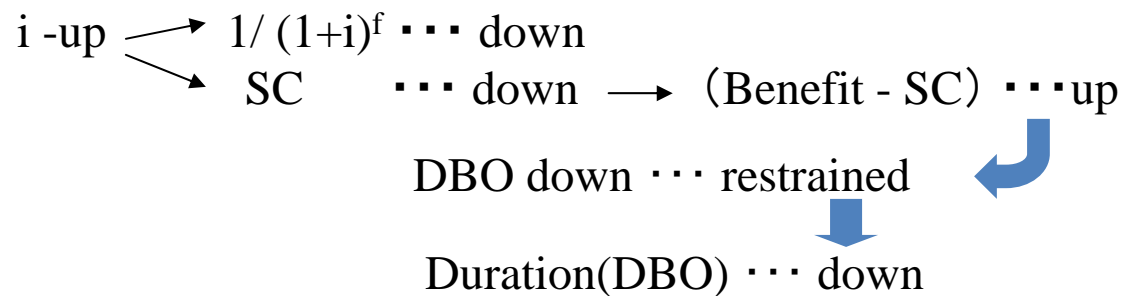 i -up 1/ (1+i)ᶠ ・・・ down
SC ・・・ down （Benefit - SC） ・・・up
DBO down ・・・ restrained
Duration(DBO) ・・・ down